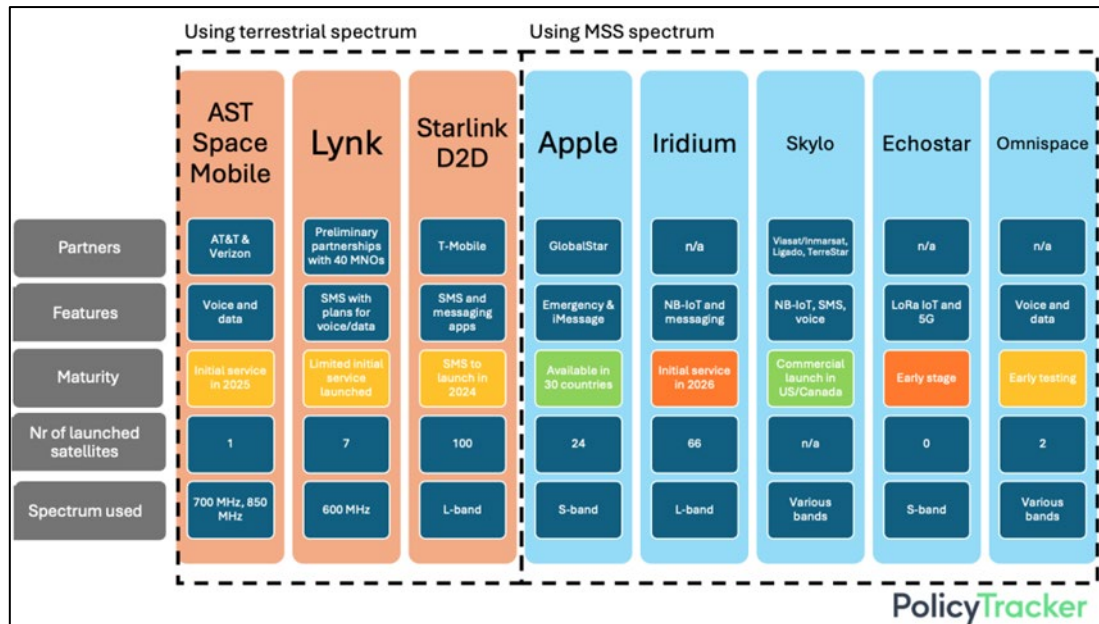 Using terrestrial spectrum
Using MSS spectrum
AST
Space
Mobile
Lynk
Starlink
D2D
Apple
Iridium
Skylo
Echostar
Omnispace
Partners
AT&T &
Verizon
Preliminary
partnerships
with 40 MNOs
T-Mobile
GlobalStar
n/a
Viasat/Inmarsat,
Ligado, TerreStar
n/a
n/a
Features
Voice and
data
SMS with
plans for
voice/data
SMS and
messaging
apps
Emergency &
iMessage
NB-IoT and
messaging
NB-IoT, SMS,
voice
LoRa IoT and
5G
Voice and
data
Maturity
Initial service
in 2025
Limited initial
service
launched
SMS to
launch in
2024
Available in
30 countries
Initial service
in 2026
Commercial
launch in
US/Canada
Early stage
Early testing
Nr of launched
satellites
1
7
100
24
66
n/a
0
2
Spectrum used
700 MHz, 850
MHz
600 MHz
L-band
S-band
L-band
Various
bands
S-band
Various
bands
PolicyTracker